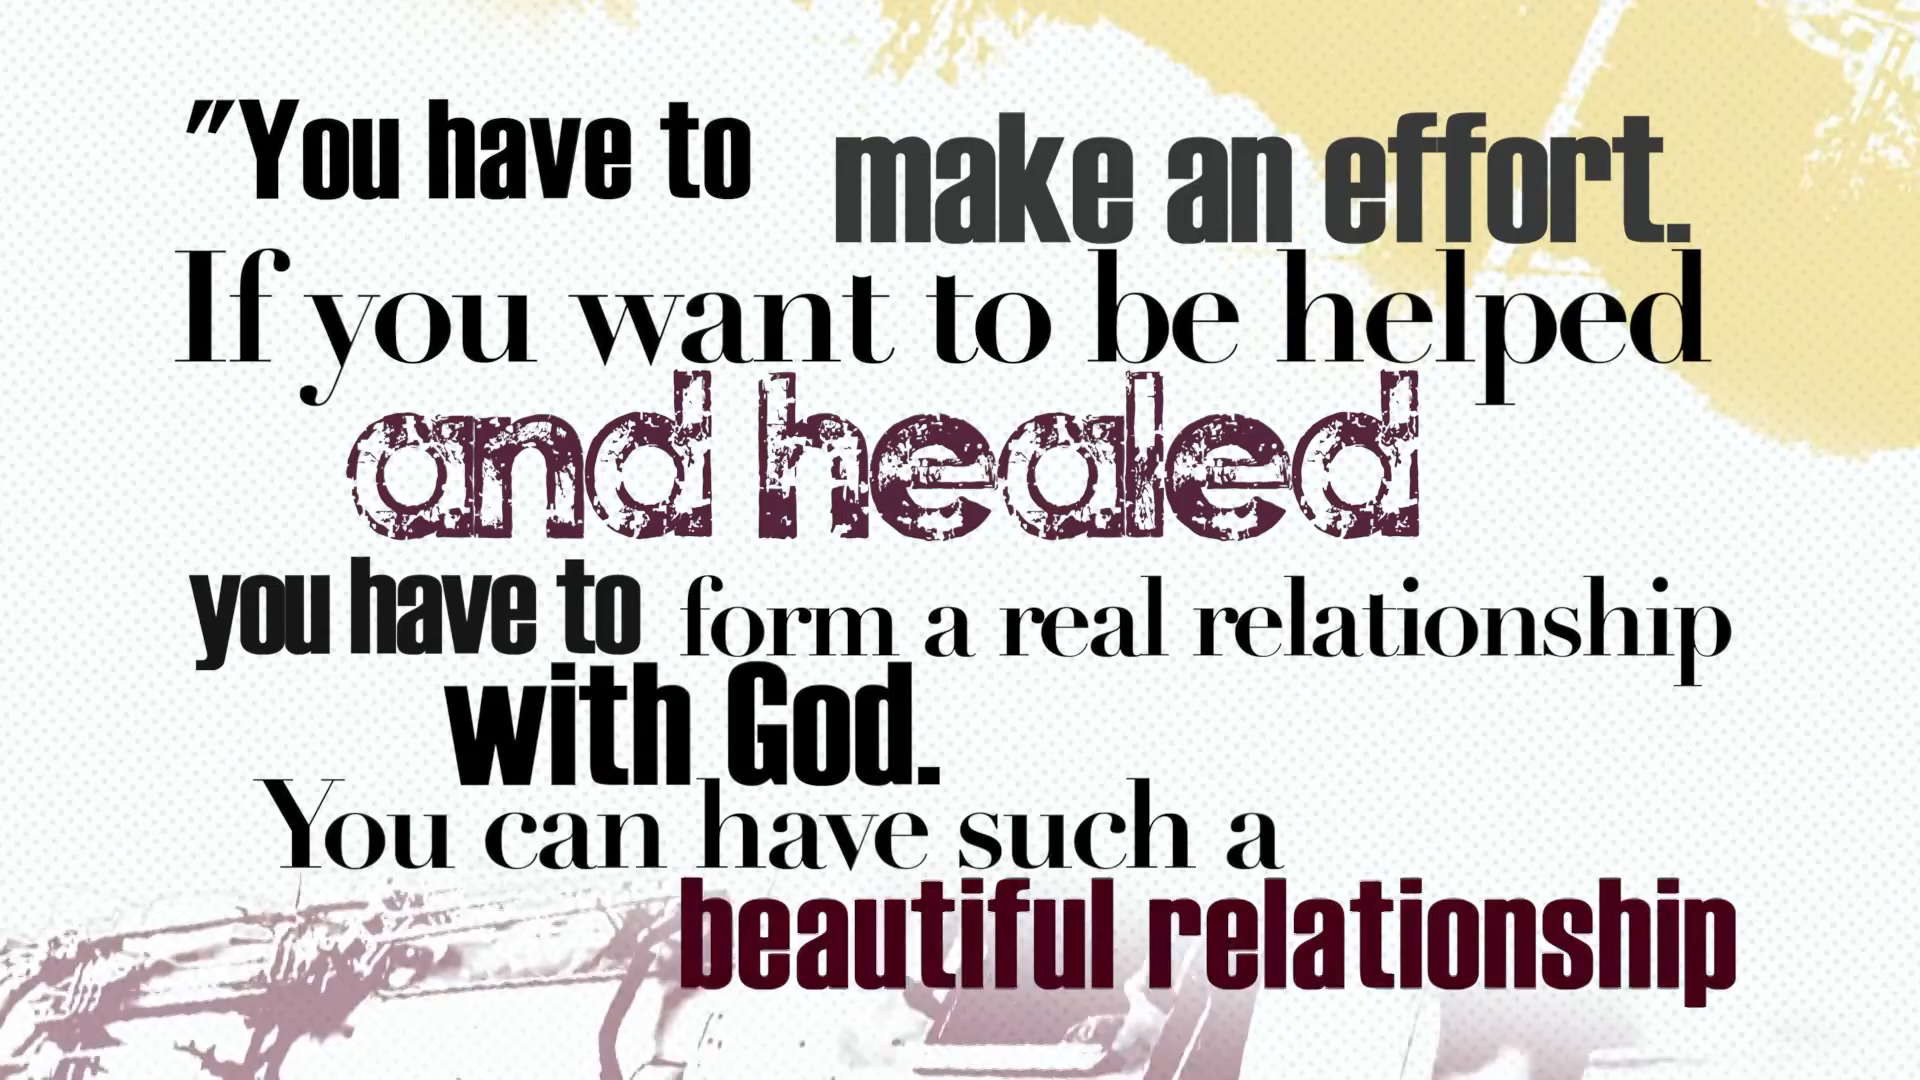 "You have to make an effort.
If you want to be helped
and healed
you have to form a real relationship
with God.
You can have such a
beautiful relationship